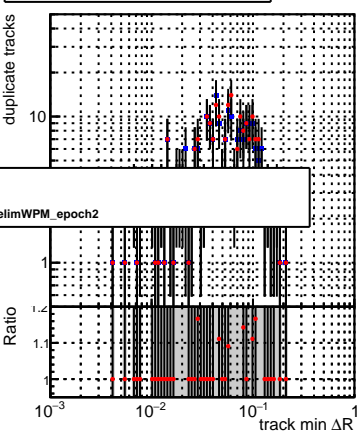 duplicate tracks
10
elimWPM_epoch2
1
Ratio
1.2
1.1
1
10⁻³
10⁻²
10⁻¹
1
track min ΔR